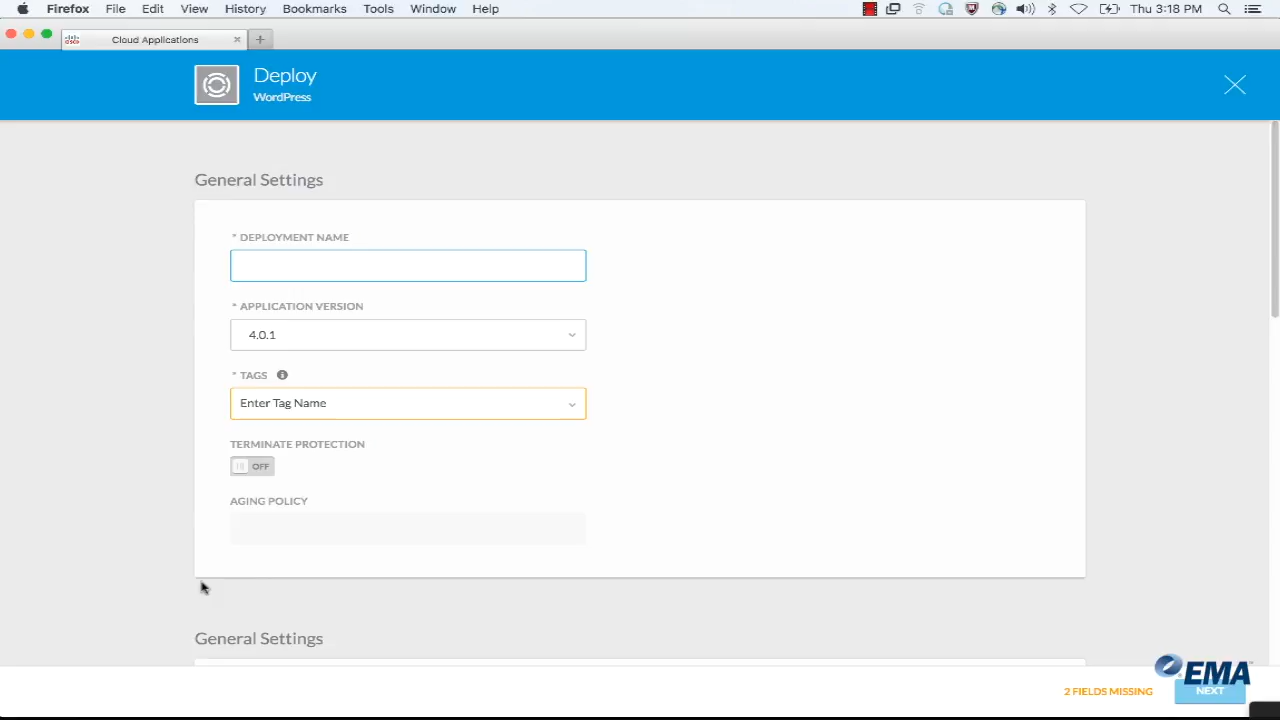 Firefox File Edit View History Bookmarks Tools Window Help Thu 3:18 PM
cisco Cloud Applications × +
Deploy
WordPress
General Settings
* DEPLOYMENT NAME
* APPLICATION VERSION
4.0.1
* TAGS
Enter Tag Name
TERMINATE PROTECTION
OFF
AGING POLICY
General Settings
EMA
2 FIELDS MISSING NEXT